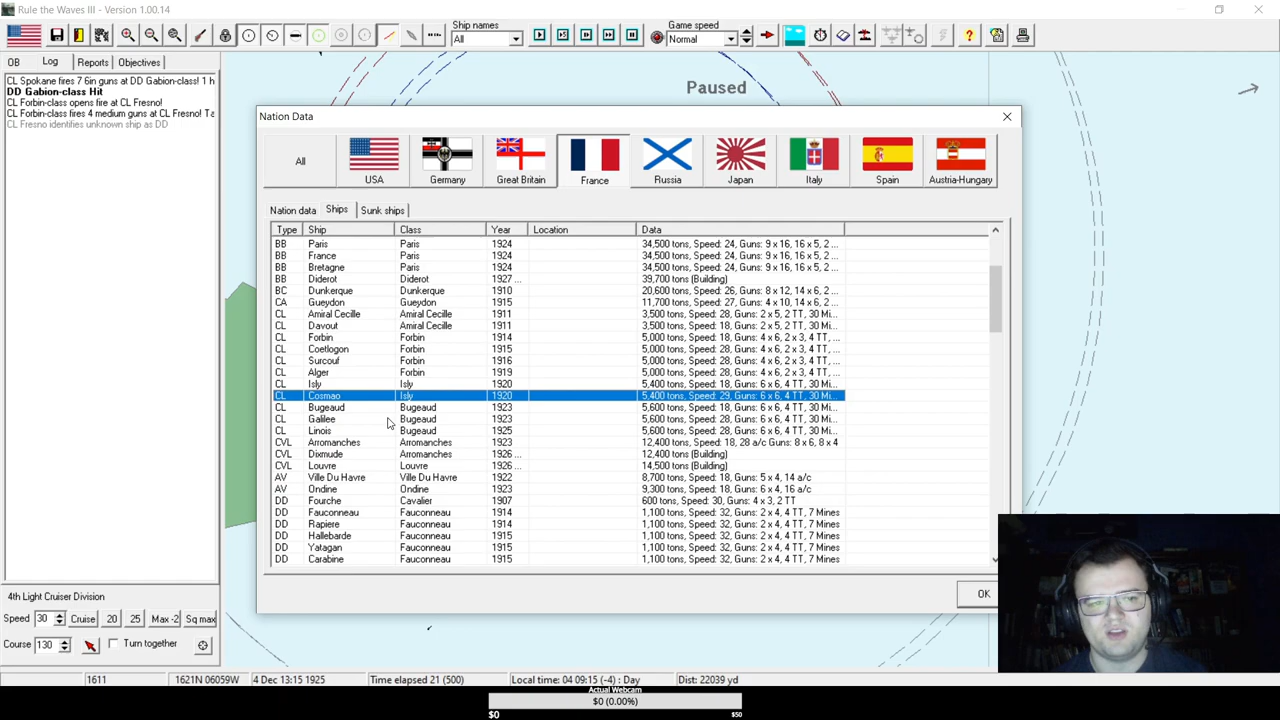 Rule the Waves III - Version 1.00.14
Ship names
All
Game speed
Normal
OB Log Reports Objectives
CL Spokane fires 7 6in guns at DD Gabion-class! 1 h
DD Gabion-class Hit
CL Forbin-class opens fire at CL Fresno!
CL Forbin-class fires 4 medium guns at CL Fresno! Ta
CL Fresno identifies unknown ship as DD
Paused
Nation Data
All USA Germany Great Britain France Russia Japan Italy Spain Austria-Hungary
Nation data Ships Sunk ships
Type Ship Class Year Location Data
BB Paris Paris 1924 34,500 tons, Speed: 24, Guns: 9 x 16, 16 x 5, 2 ...
BB France Paris 1924 34,500 tons, Speed: 24, Guns: 9 x 16, 16 x 5, 2 ...
BB Bretagne Paris 1924 34,500 tons, Speed: 24, Guns: 9 x 16, 16 x 5, 2 ...
BB Diderot Diderot 1927 ... 39,700 tons (Building)
BC Dunkerque Dunkerque 1910 20,600 tons, Speed: 26, Guns: 8 x 12, 14 x 6, 2 ...
CA Gueydon Gueydon 1915 11,700 tons, Speed: 27, Guns: 4 x 10, 14 x 6, 2 ...
CL Amiral Cecille Amiral Cecille 1911 3,500 tons, Speed: 28, Guns: 2 x 5, 2 TT, 30 Mi...
CL Davout Amiral Cecille 1911 3,500 tons, Speed: 18, Guns: 2 x 5, 2 TT, 30 Mi...
CL Forbin Forbin 1914 5,000 tons, Speed: 18, Guns: 4 x 6, 2 x 3, 4 TT, ...
CL Coetlogon Forbin 1915 5,000 tons, Speed: 28, Guns: 4 x 6, 2 x 3, 4 TT, ...
CL Surcouf Forbin 1916 5,000 tons, Speed: 28, Guns: 4 x 6, 2 x 3, 4 TT, ...
CL Alger Forbin 1919 5,000 tons, Speed: 28, Guns: 4 x 6, 2 x 3, 4 TT, ...
CL Isly Isly 1920 5,400 tons, Speed: 18, Guns: 6 x 6, 4 TT, 30 Mi...
CL Cosmao Isly 1920 5,400 tons, Speed: 29, Guns: 6 x 6, 4 TT, 30 Mi...
CL Bugeaud Bugeaud 1923 5,600 tons, Speed: 18, Guns: 6 x 6, 4 TT, 30 Mi...
CL Galilee Bugeaud 1923 5,600 tons, Speed: 18, Guns: 6 x 6, 4 TT, 30 Mi...
CL Linois Bugeaud 1925 5,600 tons, Speed: 18, Guns: 6 x 6, 4 TT, 30 Mi...
CVL Arromanches Arromanches 1923 12,400 tons, Speed: 18, 28 a/c Guns: 8 x 6, 8 x 4
CVL Dixmude Arromanches 1926 ... 12,400 tons (Building)
CVL Louvre Louvre 1926 ... 14,500 tons (Building)
AV Ville Du Havre Ville Du Havre 1922 8,700 tons, Speed: 18, Guns: 5 x 4, 14 a/c
AV Ondine Ondine 1923 9,300 tons, Speed: 18, Guns: 6 x 4, 16 a/c
DD Fourche Cavalier 1907 600 tons, Speed: 30, Guns: 4 x 3, 2 TT
DD Fauconneau Fauconneau 1914 1,100 tons, Speed: 32, Guns: 2 x 4, 4 TT, 7 Mines
DD Rapiere Fauconneau 1914 1,100 tons, Speed: 32, Guns: 2 x 4, 4 TT, 7 Mines
DD Hallebarde Fauconneau 1915 1,100 tons, Speed: 32, Guns: 2 x 4, 4 TT, 7 Mines
DD Yatagan Fauconneau 1915 1,100 tons, Speed: 32, Guns: 2 x 4, 4 TT, 7 Mines
DD Carabine Fauconneau 1915 1,100 tons, Speed: 32, Guns: 2 x 4, 4 TT, 7 Mines
OK
4th Light Cruiser Division
Speed 30 Cruise 20 25 Max -2 Sq max
Course 130 Turn together
1611 1621N 06059W 4 Dec 13:15 1925 Time elapsed 21 (500) Local time: 04 09:15 (-4) : Day Dist: 22039 yd
Actual Webcam
$0 (0.00%)
$0 $50